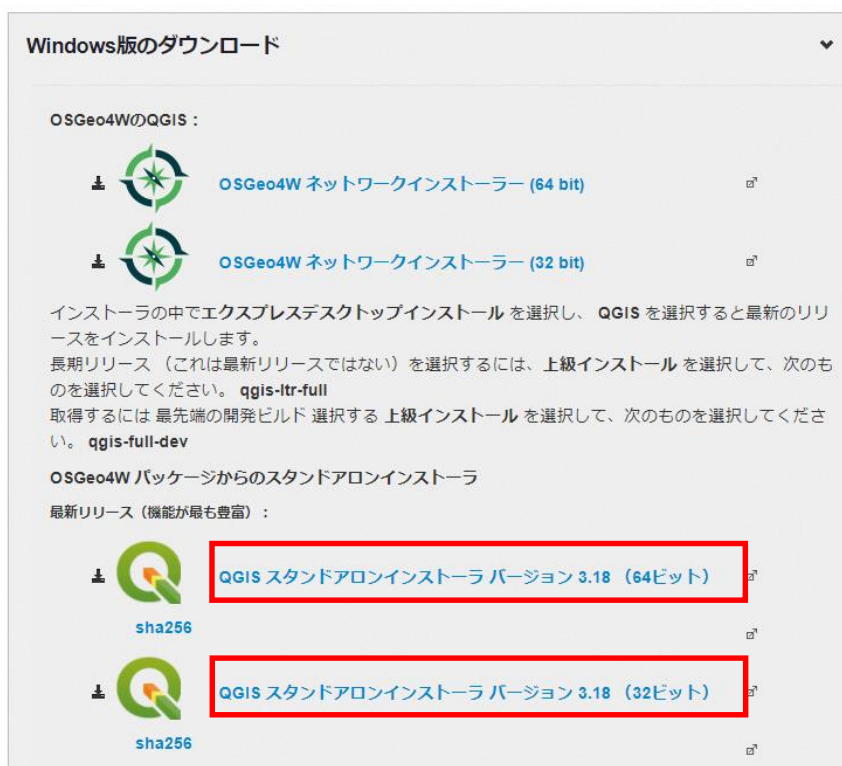 Windows版のダウンロード
OSGeo4WのQGIS：
OSGeo4W ネットワークインストーラー (64 bit)
OSGeo4W ネットワークインストーラー (32 bit)
インストーラの中でエクスプレスデスクトップインストール を選択し、 QGIS を選択すると最新のリリ
ースをインストールします。
長期リリース （これは最新リリースではない）を選択するには、上級インストール を選択して、次のも
のを選択してください。 qgis-ltr-full
取得するには 最先端の開発ビルド 選択する 上級インストール を選択して、次のものを選択してくださ
い。 qgis-full-dev
OSGeo4W パッケージからのスタンドアロンインストーラ
最新リリース（機能が最も豊富）：
QGIS スタンドアロンインストーラ バージョン 3.18 （64ビット）
sha256
QGIS スタンドアロンインストーラ バージョン 3.18 （32ビット）
sha256